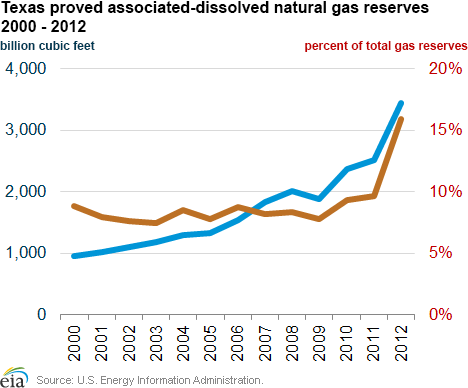 Texas proved associated-dissolved natural gas reserves
2000 - 2012
billion cubic feet percent of total gas reserves
4,000 20%
3,000 15%
2,000 10%
1,000 5%
0 0%
2000 2001 2002 2003 2004 2005 2006 2007 2008 2009 2010 2011 2012
eia Source: U.S. Energy Information Administration.